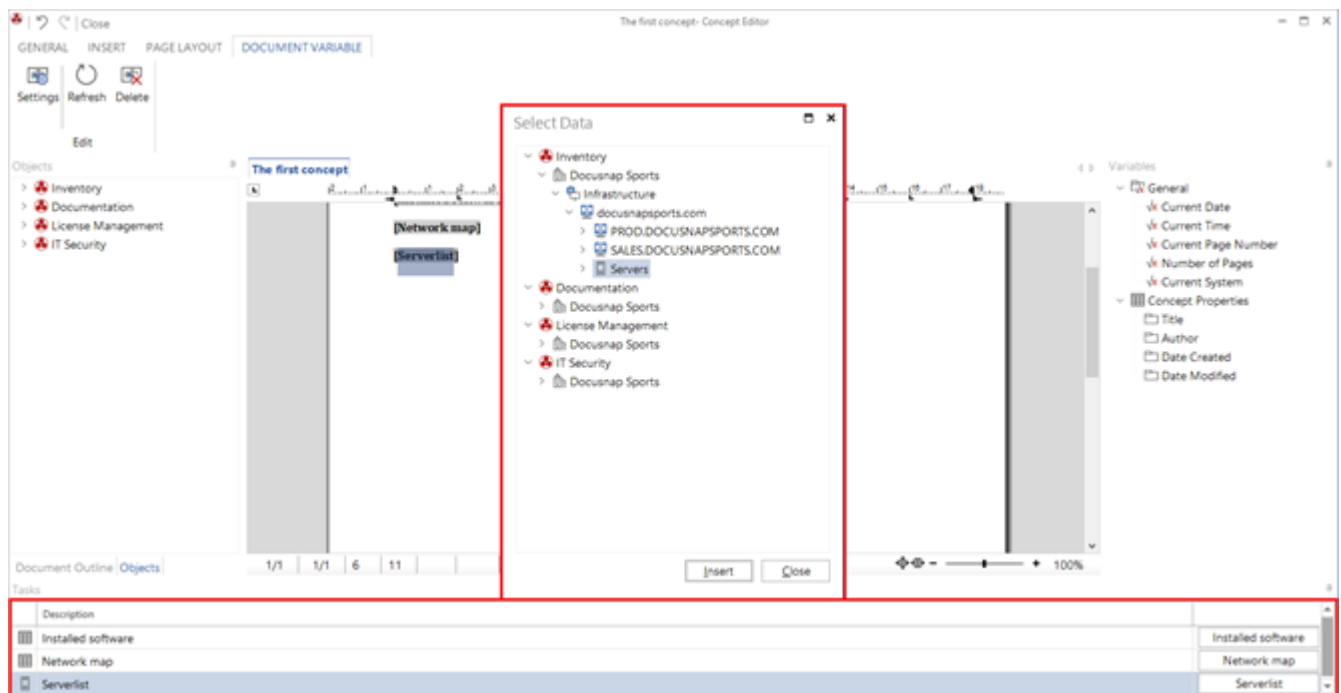 Close
The first concept- Concept Editor
GENERAL INSERT PAGE LAYOUT DOCUMENT VARIABLE
Settings Refresh Delete
Edit
Objects
Inventory
Documentation
License Management
IT Security
Document Outline Objects
The first concept
[Network map]
[Serverlist]
1/1 1/1 6 11
100%
Select Data
Inventory
Docusnap Sports
Infrastructure
docusnapsports.com
PROD.DOCUSNAPSPORTS.COM
SALES.DOCUSNAPSPORTS.COM
Servers
Documentation
Docusnap Sports
License Management
Docusnap Sports
IT Security
Docusnap Sports
Insert Close
Variables
General
Current Date
Current Time
Current Page Number
Number of Pages
Current System
Concept Properties
Title
Author
Date Created
Date Modified
Tasks
Description
Installed software Installed software
Network map Network map
Serverlist Serverlist